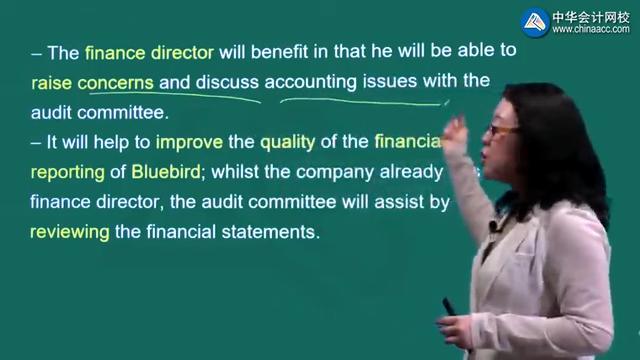 中华会计网校
www.chinaacc.com
– The finance director will benefit in that he will be able to
raise concerns and discuss accounting issues with the
audit committee.
– It will help to improve the quality of the financia
reporting of Bluebird; whilst the company already
finance director, the audit committee will assist by
reviewing the financial statements.